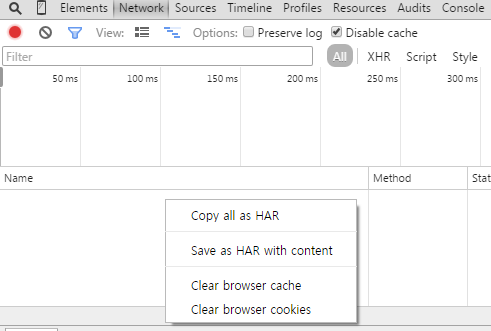 Elements Network Sources Timeline Profiles Resources Audits Console
View: Options: Preserve log Disable cache
Filter All XHR Script Style
50 ms 100 ms 150 ms 200 ms 250 ms 300 ms
Name Method Stat
Copy all as HAR
Save as HAR with content
Clear browser cache
Clear browser cookies